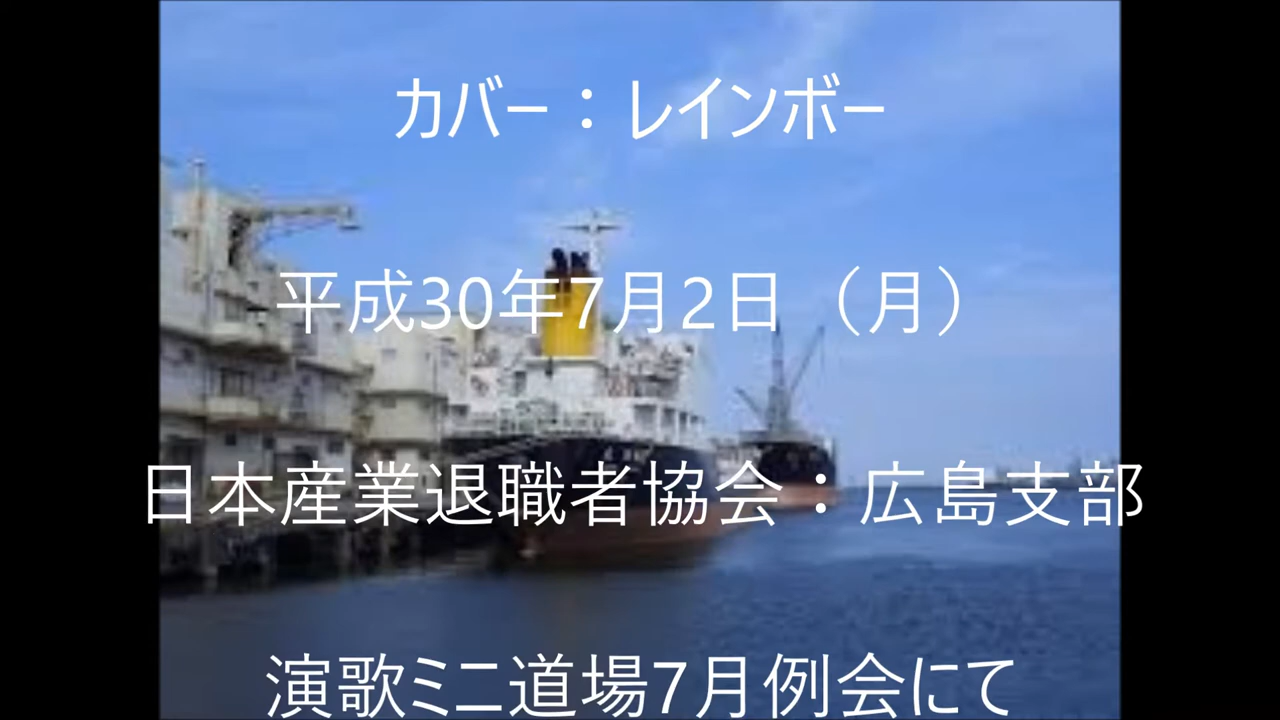 カバー：レインボー
平成30年7月2日（月）
日本産業退職者協会：広島支部
演歌ミニ道場7月例会にて